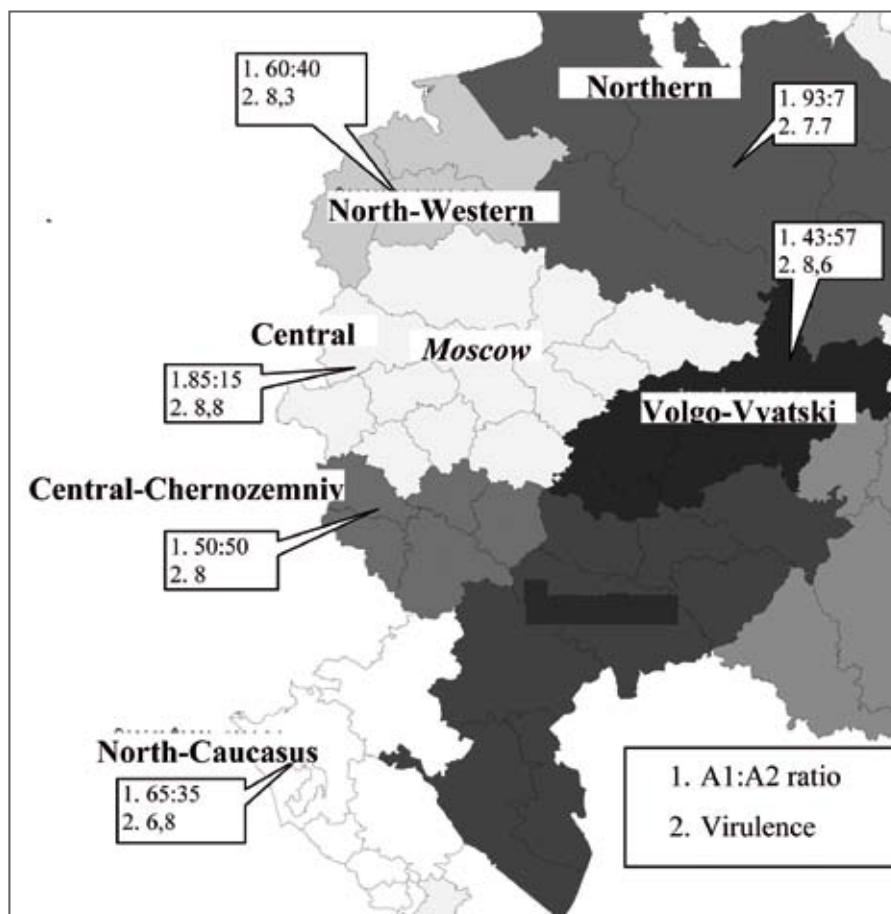 1. 60:40
2. 8,3
Northern
1. 93:7
2. 7.7
North-Western
1. 43:57
2. 8,6
Central
Moscow
1.85:15
2. 8,8
Volgo-Vyatski
Central-Chernozemniv
1. 50:50
2. 8
North-Caucasus
1. 65:35
2. 6,8
1. A1:A2 ratio
2. Virulence